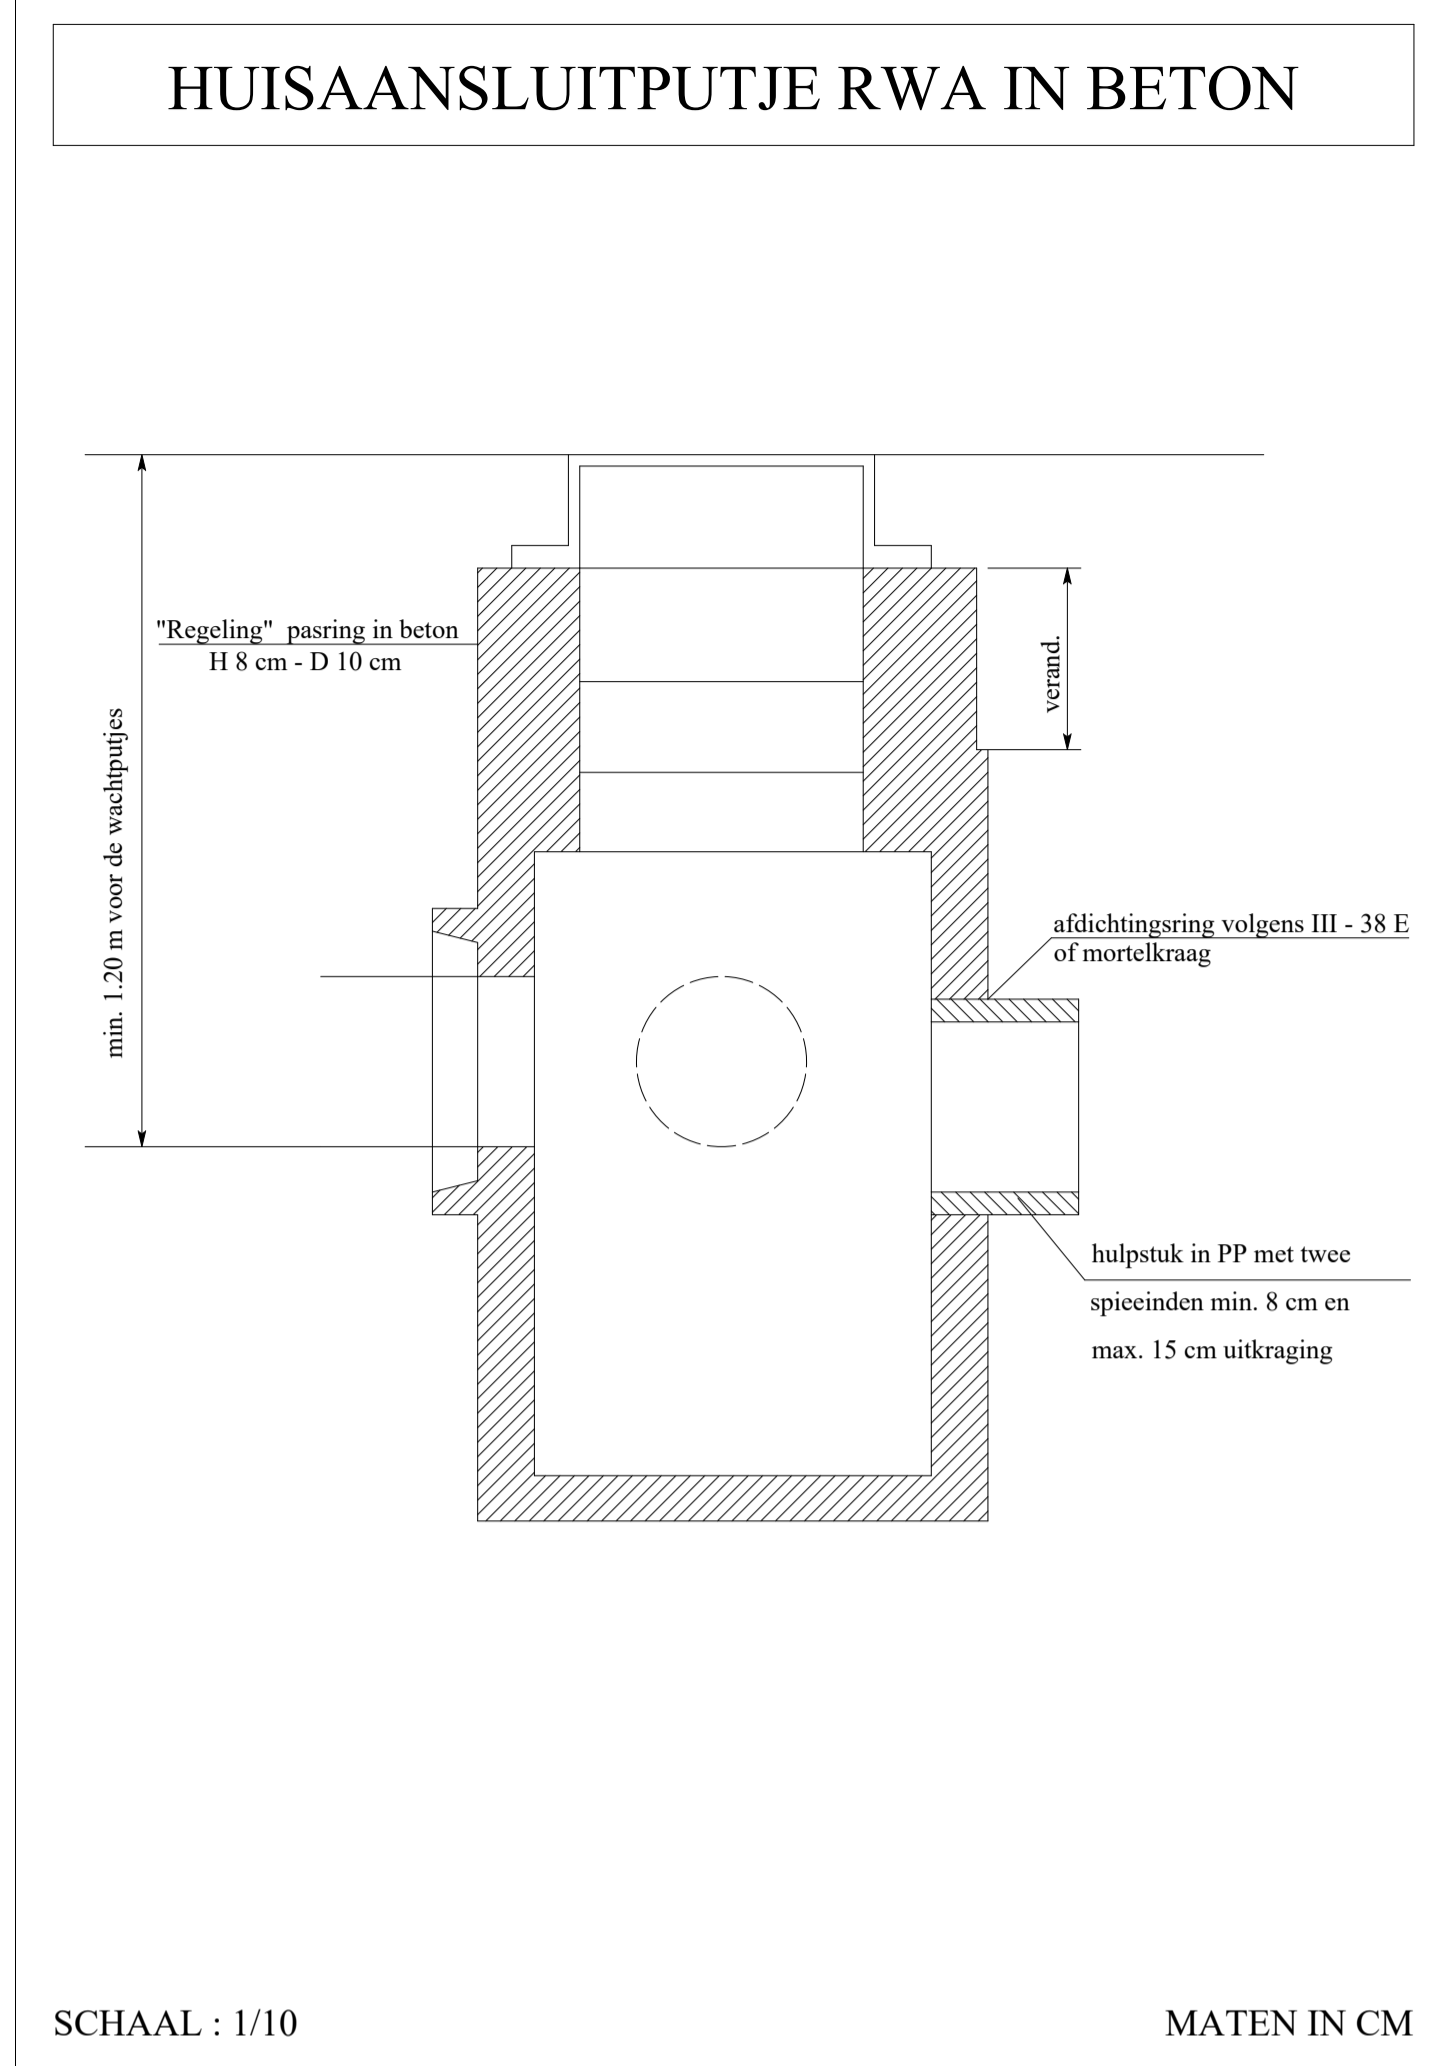 HUISAANSLUITPUTJE RWA IN BETON
"Regeling" pasring in beton
H 8 cm - D 10 cm
verand.
min. 1.20 m voor de wachtputjes
afdichtingsring volgens III - 38 E
of mortelkraag
hulpstuk in PP met twee
spieeinden min. 8 cm en
max. 15 cm uitkraging
SCHAAL : 1/10
MATEN IN CM